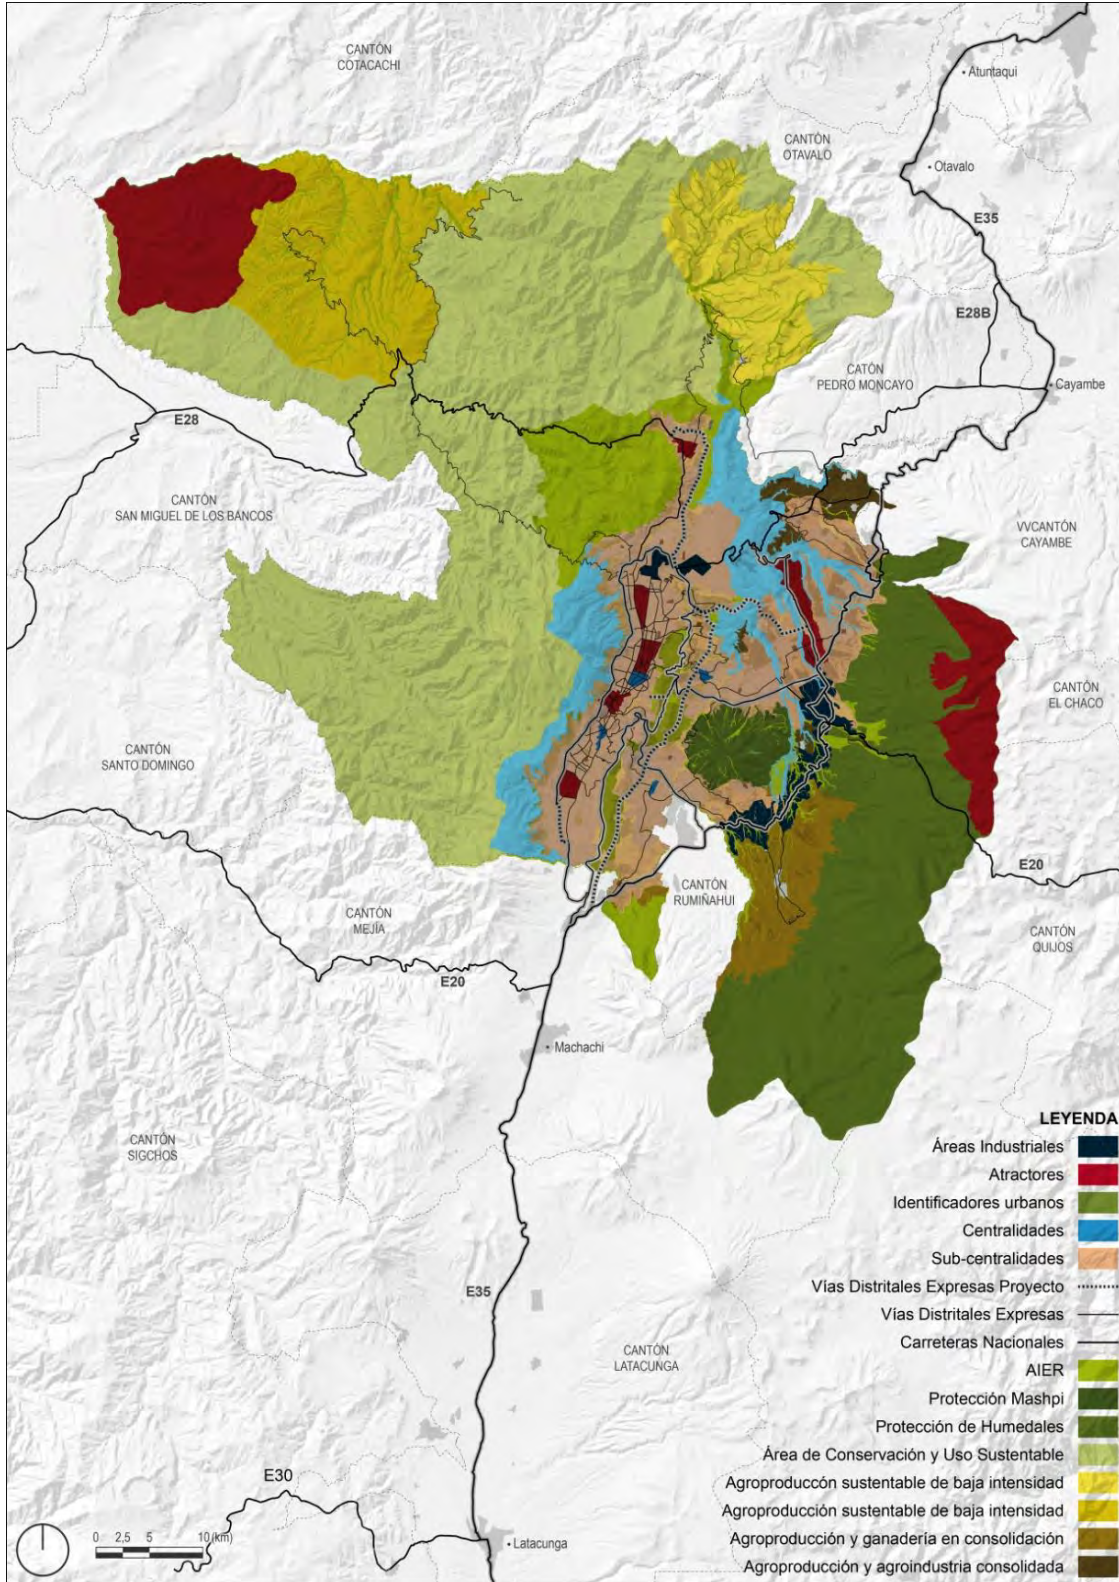 CANTÓN
COTACACHI
Atuntaqui
CANTÓN
OTAVALO
Otavalo
E35
E28B
CATÓN
PEDRO MONCAYO
Cayambe
E28
CANTÓN
SAN MIGUEL DE LOS BANCOS
VVCANTÓN
CAYAMBE
CANTÓN
EL CHACO
CANTÓN
SANTO DOMINGO
E20
CANTÓN
RUMIÑAHUI
CANTÓN
MEJÍA
CANTÓN
QUIJOS
E20
Machachi
CANTÓN
SIGCHOS
E35
CANTÓN
LATACUNGA
E30
Latacunga
0 2,5 5 10 (km)
LEYENDA
Áreas Industriales
Atractores
Identificadores urbanos
Centralidades
Sub-centralidades
Vías Distritales Expresas Proyecto
Vías Distritales Expresas
Carreteras Nacionales
AIER
Protección Mashpi
Protección de Humedales
Área de Conservación y Uso Sustentable
Agroproduccón sustentable de baja intensidad
Agroproducción sustentable de baja intensidad
Agroproducción y ganadería en consolidación
Agroproducción y agroindustria consolidada